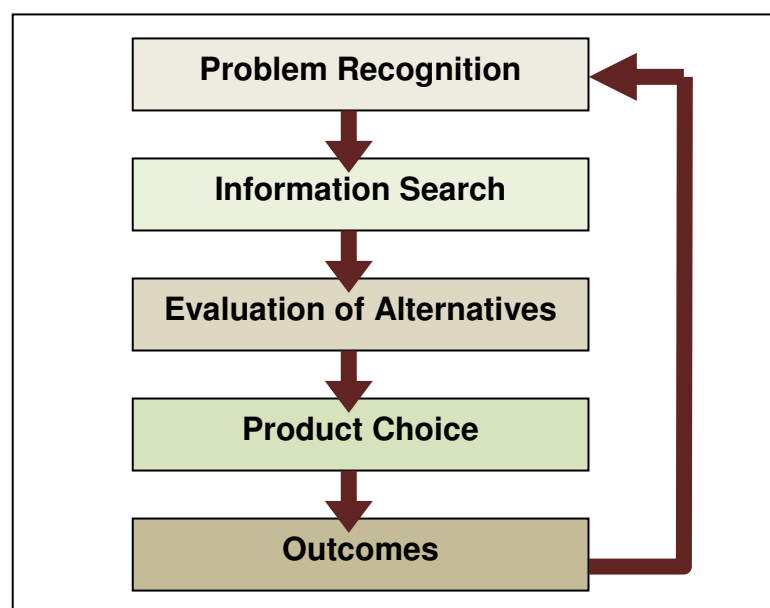 Problem Recognition
Information Search
Evaluation of Alternatives
Product Choice
Outcomes